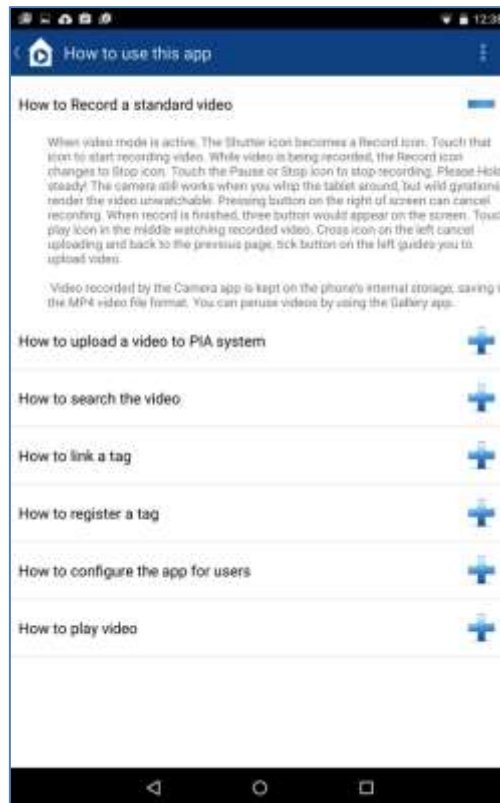 12:38
How to use this app
How to Record a standard video
When video mode is active, The Shutter icon becomes a Record icon. Touch that
icon to start recording video. While video is being recorded, the Record icon
changes to Stop icon. Touch the Pause or Stop icon to stop recording. Please Hold
steady! The camera still works when you whip the tablet around, but wild gyrations
render the video unwatchable. Pressing button on the right of screen can cancel
recording. When record is finished, three button would appear on the screen. Touc
play icon in the middle watching recorded video. Cross icon on the left cancel
uploading and back to the previous page, tick button on the left guides you to
upload video.
Video recorded by the Camera app is kept on the phone's internal storage, saving
the MP4 video file format. You can peruse videos by using the Gallery app.
How to upload a video to PIA system
How to search the video
How to link a tag
How to register a tag
How to configure the app for users
How to play video